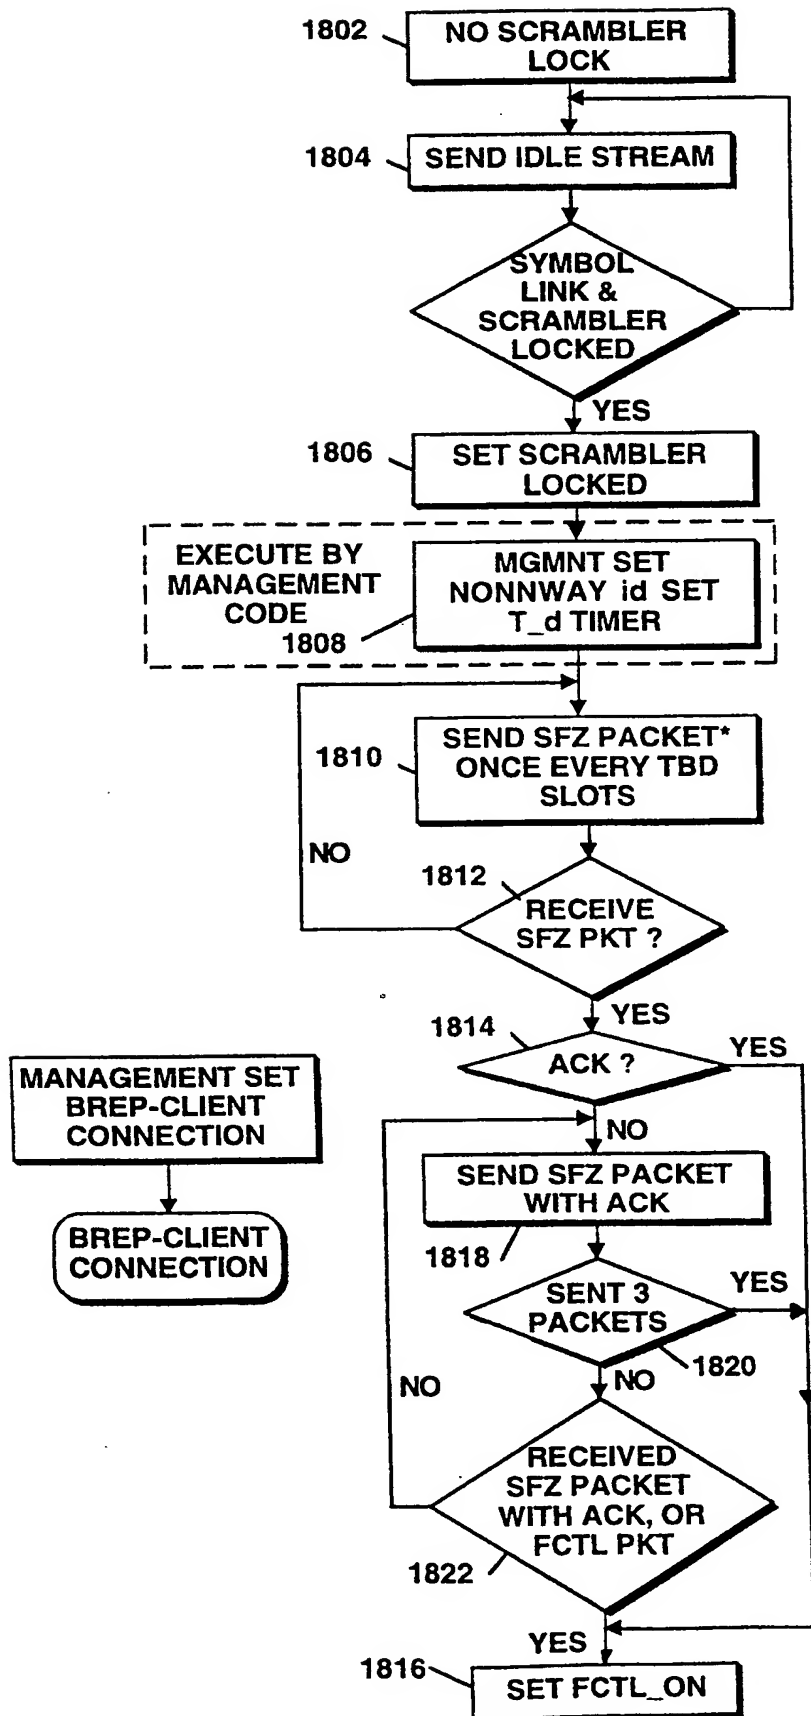 1802
NO SCRAMBLER
LOCK
1804
SEND IDLE STREAM
SYMBOL
LINK &
SCRAMBLER
LOCKED
YES
1806
SET SCRAMBLER
LOCKED
EXECUTE BY
MANAGEMENT
CODE
1808
MGMNT SET
NONNWAY id SET
T_d TIMER
1810
SEND SFZ PACKET*
ONCE EVERY TBD
SLOTS
NO
1812
RECEIVE
SFZ PKT ?
YES
1814
ACK ?
YES
MANAGEMENT SET
BREP-CLIENT
CONNECTION
BREP-CLIENT
CONNECTION
NO
SEND SFZ PACKET
WITH ACK
1818
SENT 3
PACKETS
YES
1820
NO
NO
RECEIVED
SFZ PACKET
WITH ACK, OR
FCTL PKT
1822
YES
1816
SET FCTL_ON